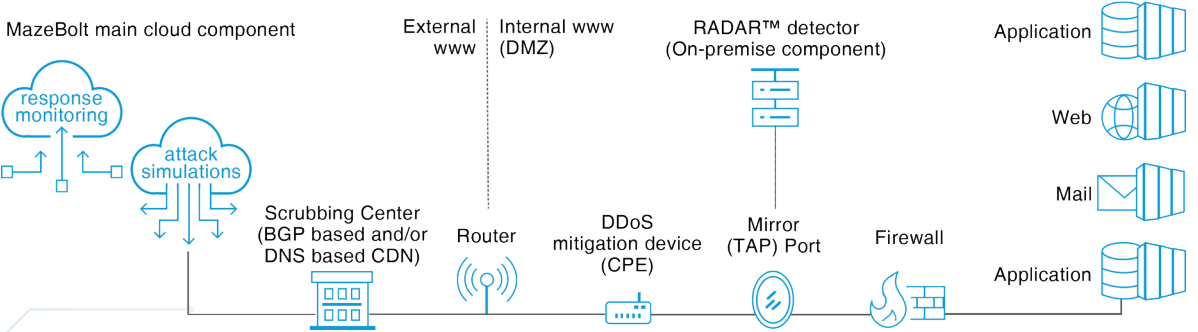 MazeBolt main cloud component
response
monitoring
attack
simulations
External
www
Internal www
(DMZ)
RADAR™ detector
(On-premise component)
Scrubbing Center
(BGP based and/or
DNS based CDN)
Router
DDoS
mitigation device
(CPE)
Mirror
(TAP) Port
Firewall
Application
Web
Mail
Application